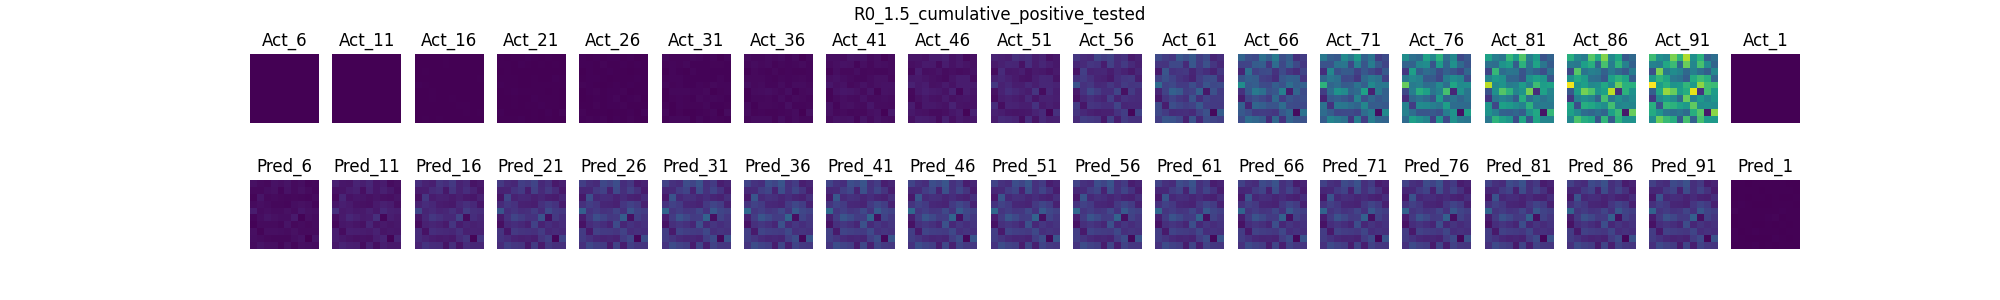 R0_1.5_cumulative_positive_tested
Act_6 Act_11 Act_16 Act_21 Act_26 Act_31 Act_36 Act_41 Act_46 Act_51 Act_56 Act_61 Act_66 Act_71 Act_76 Act_81 Act_86 Act_91 Act_1
Pred_6 Pred_11 Pred_16 Pred_21 Pred_26 Pred_31 Pred_36 Pred_41 Pred_46 Pred_51 Pred_56 Pred_61 Pred_66 Pred_71 Pred_76 Pred_81 Pred_86 Pred_91 Pred_1